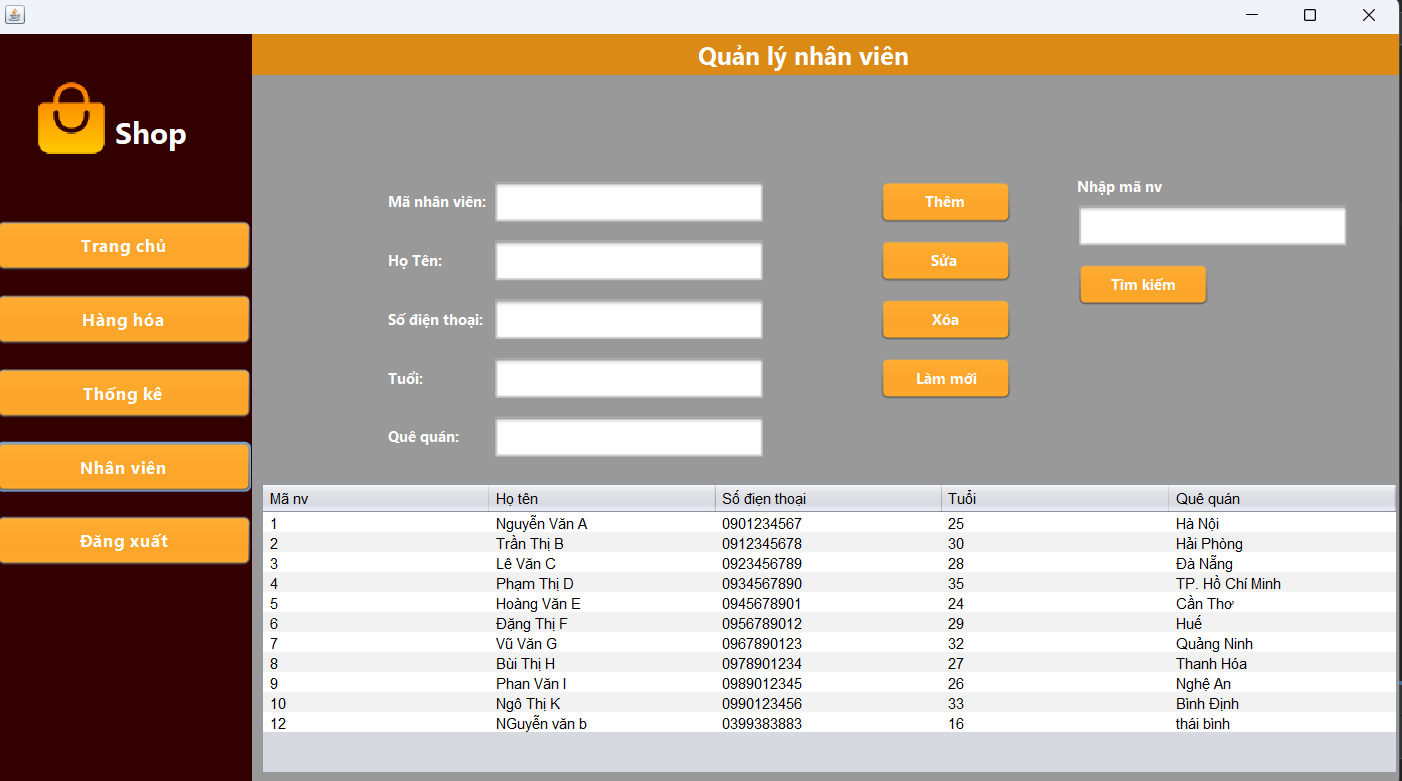 Quản lý nhân viên
Shop
Trang chủ
Hàng hóa
Thống kê
Nhân viên
Đăng xuất
Mã nhân viên:
Họ Tên:
Số điện thoại:
Tuổi:
Quê quán:
Thêm
Sửa
Xóa
Làm mới
Nhập mã nv
Tìm kiếm
Mã nv Họ tên Số điẹn thoại Tuổi Quê quán
1 Nguyễn Văn A 0901234567 25 Hà Nội
2 Trần Thị B 0912345678 30 Hải Phòng
3 Lê Văn C 0923456789 28 Đà Nẵng
4 Phạm Thị D 0934567890 35 TP. Hồ Chí Minh
5 Hoàng Văn E 0945678901 24 Cần Thơ
6 Đặng Thị F 0956789012 29 Huế
7 Vũ Văn G 0967890123 32 Quảng Ninh
8 Bùi Thị H 0978901234 27 Thanh Hóa
9 Phan Văn I 0989012345 26 Nghệ An
10 Ngô Thị K 0990123456 33 Bình Định
12 NGuyễn văn b 0399383883 16 thái bình